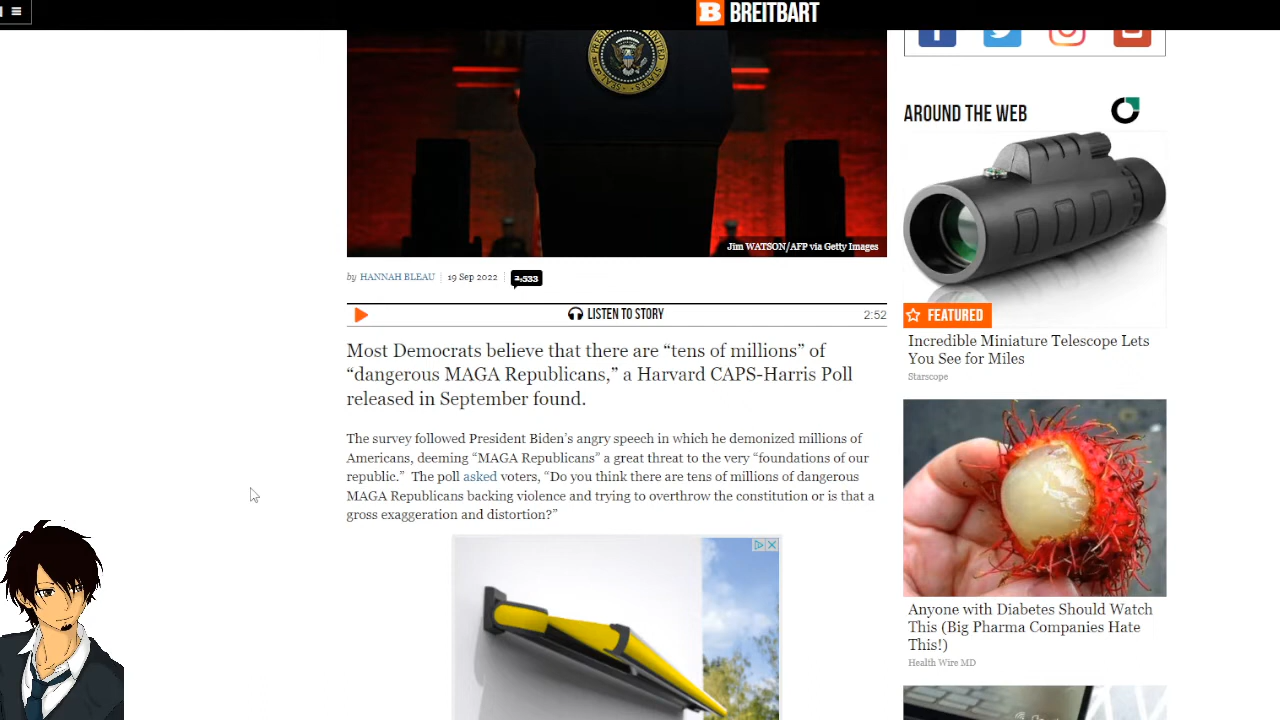 BREITBART
Jim WATSON/AFP via Getty Images
by HANNAH BLEAU | 19 Sep 2022 | 2,533
LISTEN TO STORY
2:52
Most Democrats believe that there are “tens of millions” of
“dangerous MAGA Republicans,” a Harvard CAPS-Harris Poll
released in September found.
The survey followed President Biden’s angry speech in which he demonized millions of
Americans, deeming “MAGA Republicans” a great threat to the very “foundations of our
republic.” The poll asked voters, “Do you think there are tens of millions of dangerous
MAGA Republicans backing violence and trying to overthrow the constitution or is that a
gross exaggeration and distortion?”
AROUND THE WEB
FEATURED
Incredible Miniature Telescope Lets
You See for Miles
Starscope
Anyone with Diabetes Should Watch
This (Big Pharma Companies Hate
This!)
Health Wire MD